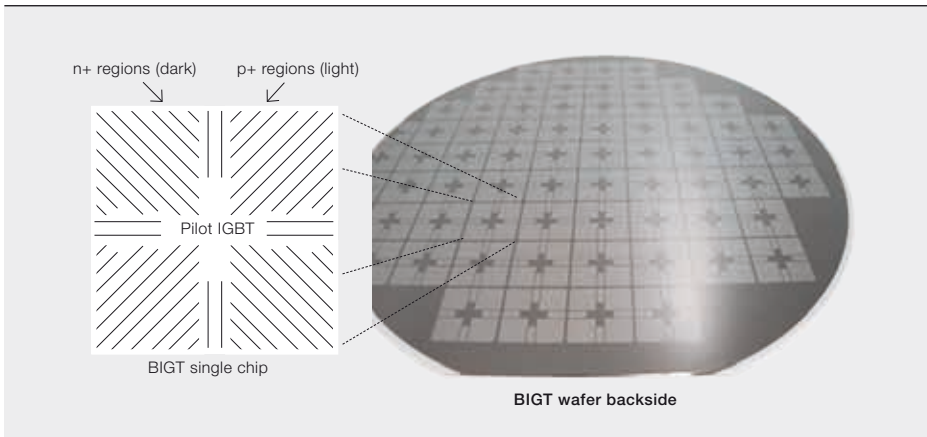 n+ regions (dark)
p+ regions (light)
Pilot IGBT
BIGT single chip
BIGT wafer backside